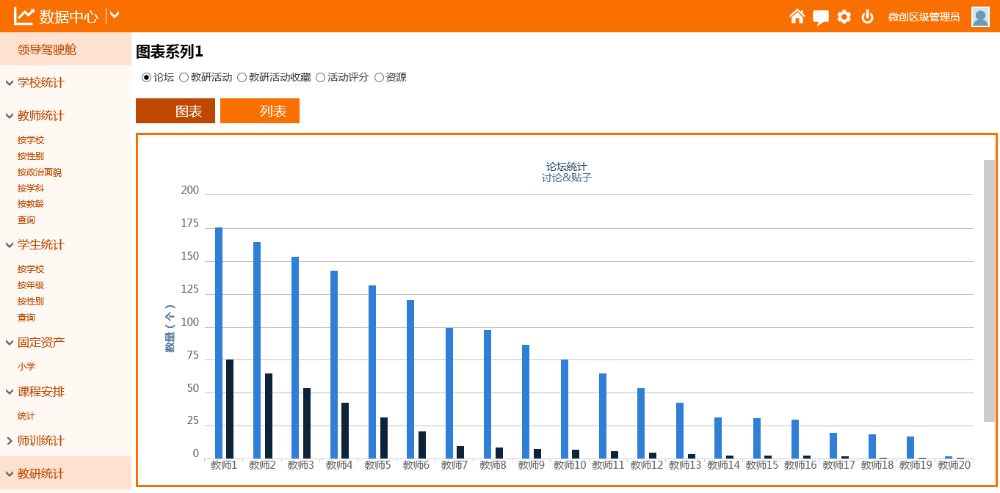 数据中心
微创区级管理员
领导驾驶舱
学校统计
教师统计
按学校
按性别
按政治面貌
按学科
按教龄
查询
学生统计
按学校
按年级
按性别
查询
固定资产
小学
课程安排
统计
师训统计
教研统计
图表系列1
论坛 教研活动 教研活动收藏 活动评分 资源
图表 列表
论坛统计
讨论&贴子
数量（个）
200
175
150
125
100
75
50
25
0
教师1 教师2 教师3 教师4 教师5 教师6 教师7 教师8 教师9 教师10 教师11 教师12 教师13 教师14 教师15 教师16 教师17 教师18 教师19 教师20